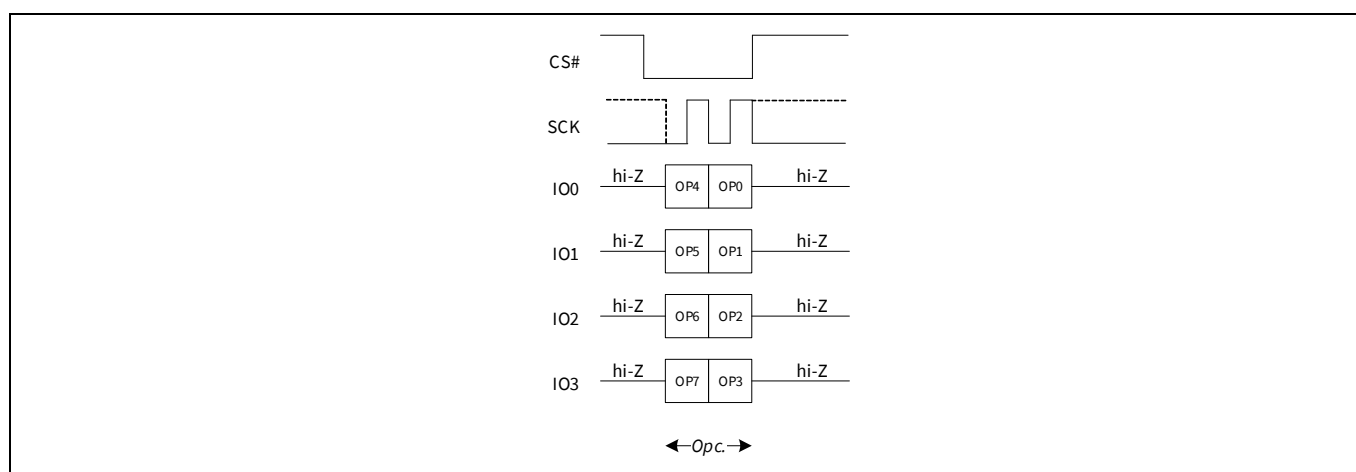 CS#
SCK
IO0 hi-Z OP4 OP0 hi-Z
IO1 hi-Z OP5 OP1 hi-Z
IO2 hi-Z OP6 OP2 hi-Z
IO3 hi-Z OP7 OP3 hi-Z
Opc.